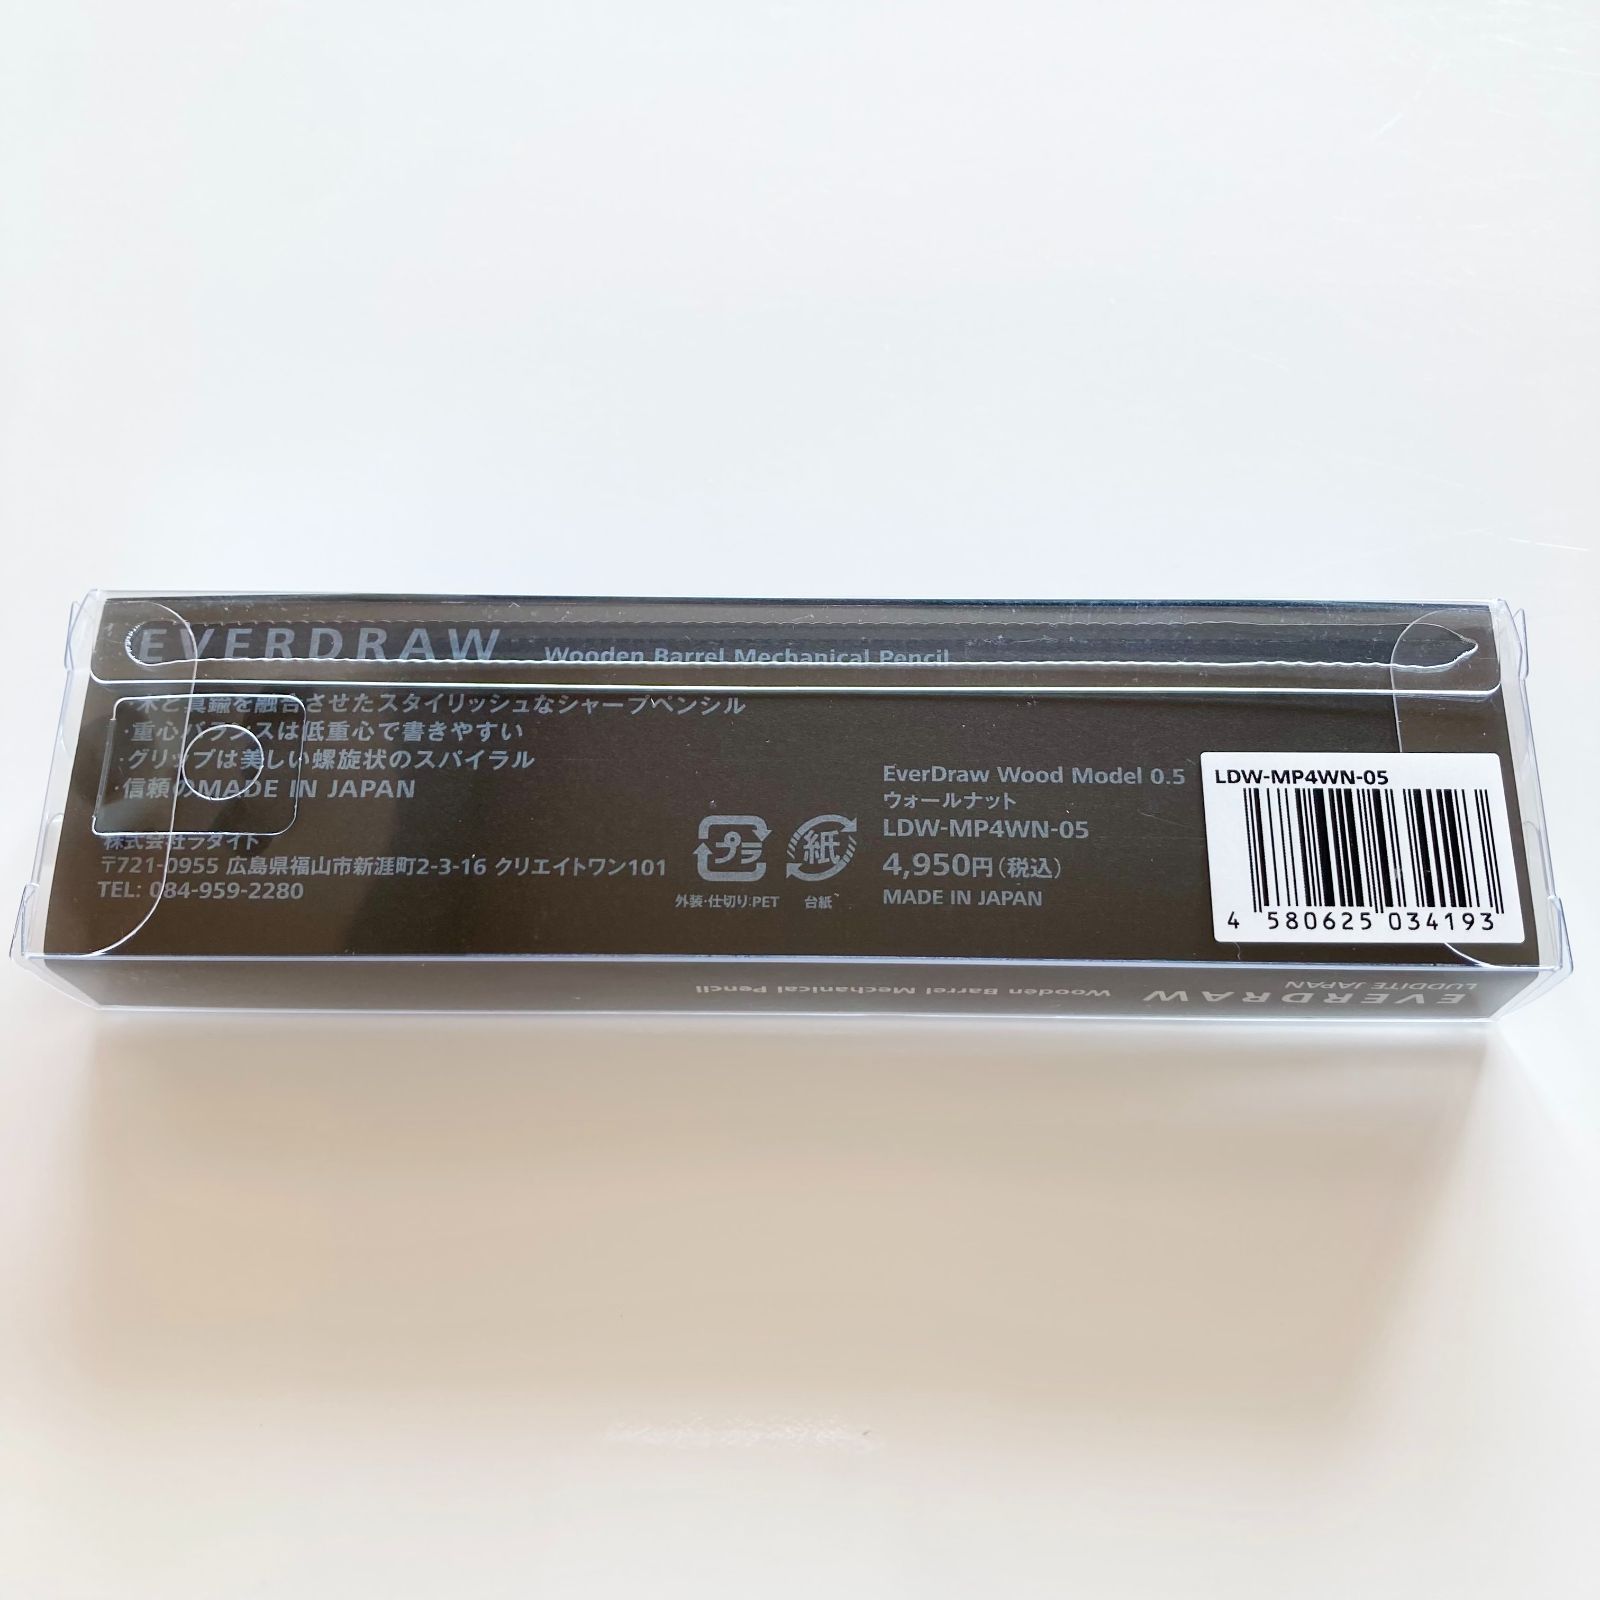 EVERDRAW Wooden Barrel Mechanical Pencil
・木と真鍮を融合させたスタイリッシュなシャープペンシル
・重心バランスは低重心で書きやすい
・グリップは美しい螺旋状のスパイラル
・信頼のMADE IN JAPAN
株式会社ラダイト
〒721-0955 広島県福山市新涯町2-3-16 クリエイトワン101
TEL: 084-959-2280
プラ
外装・仕切り:PET
紙
台紙
EverDraw Wood Model 0.5
ウォールナット
LDW-MP4WN-05
4,950円(税込)
MADE IN JAPAN
LDW-MP4WN-05
4 580625 034193
EVERDRAW Wooden Barrel Mechanical Pencil
LUDDITE JAPAN